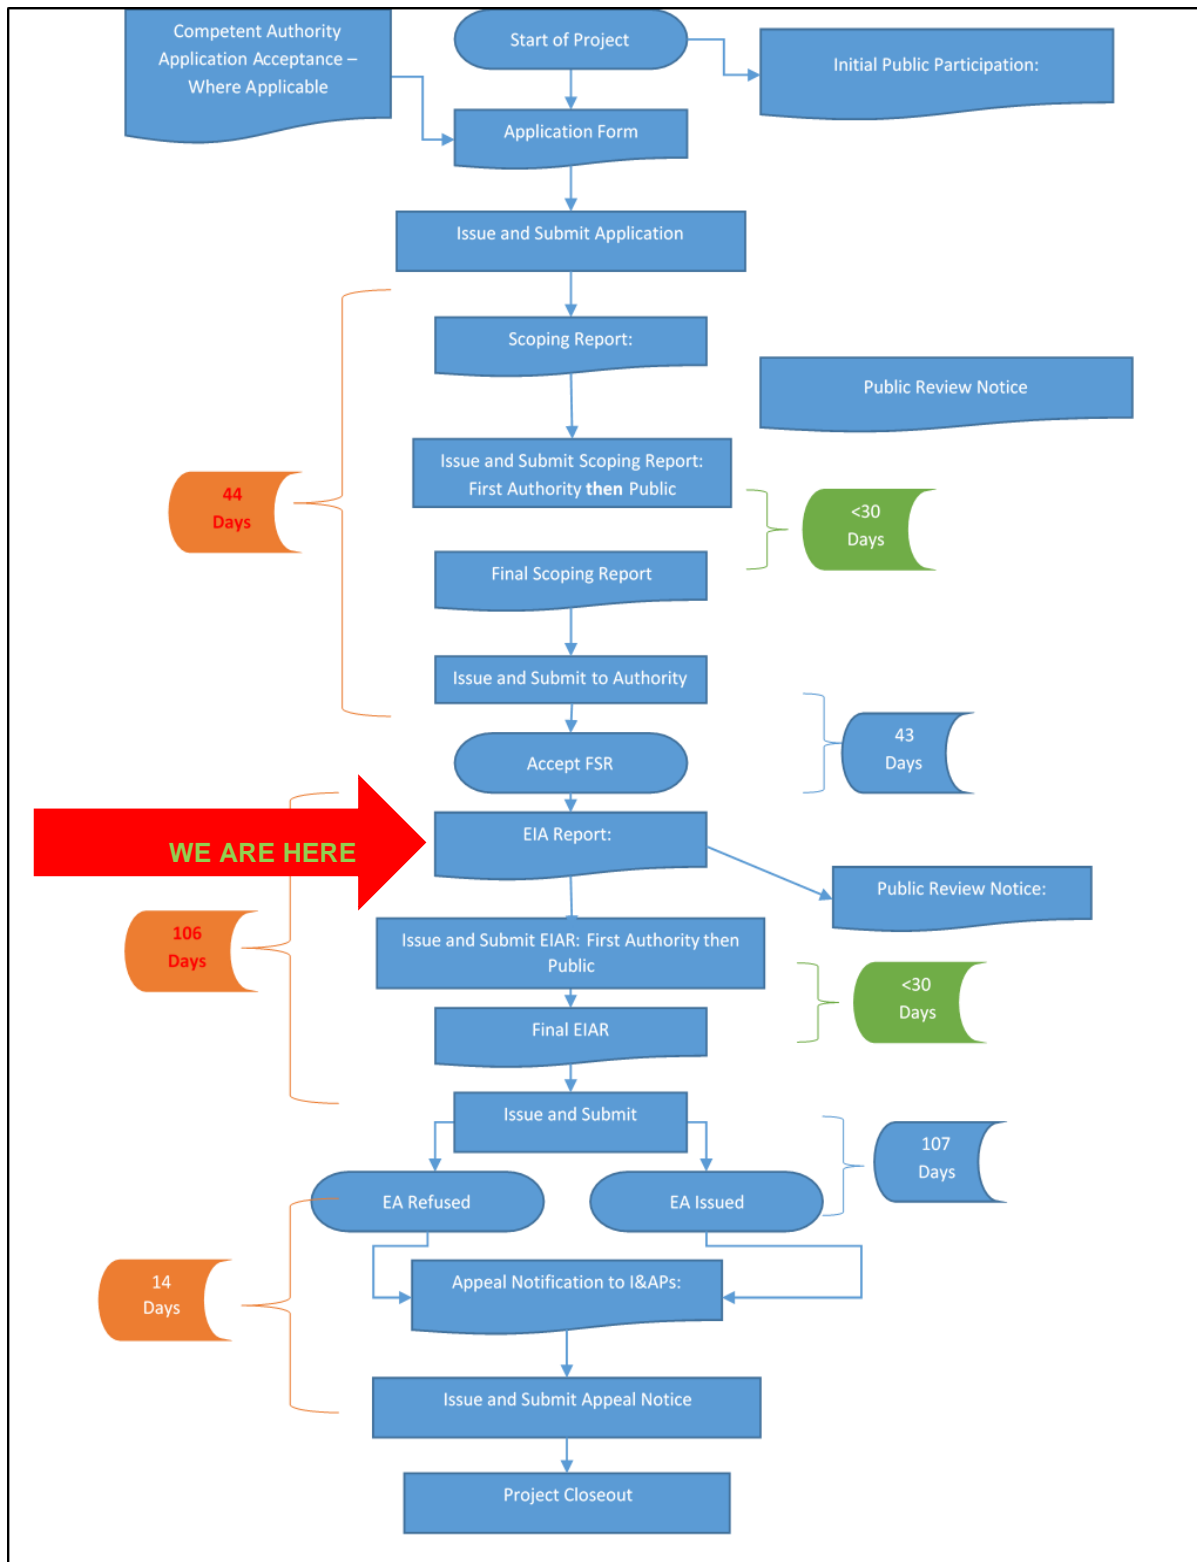 Competent Authority
Application Acceptance –
Where Applicable
Start of Project
Initial Public Participation:
Application Form
Issue and Submit Application
Scoping Report:
Public Review Notice
Issue and Submit Scoping Report:
First Authority then Public
44
Days
<30
Days
Final Scoping Report
Issue and Submit to Authority
43
Days
Accept FSR
WE ARE HERE
EIA Report:
Public Review Notice:
106
Days
Issue and Submit EIAR: First Authority then
Public
<30
Days
Final EIAR
Issue and Submit
107
Days
EA Refused
EA Issued
14
Days
Appeal Notification to I&APs:
Issue and Submit Appeal Notice
Project Closeout